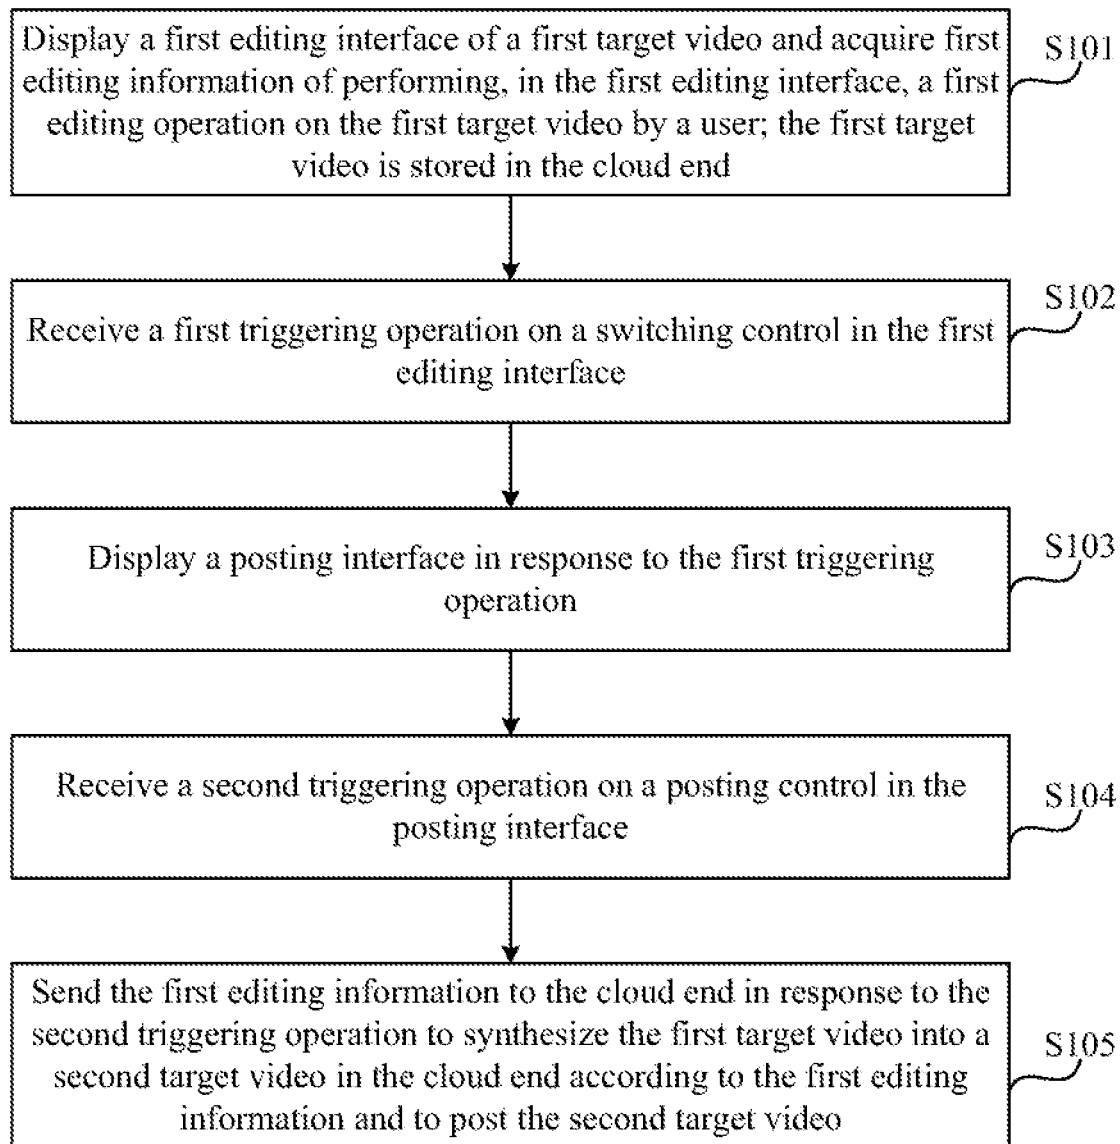 Display a first editing interface of a first target video and acquire first
editing information of performing, in the first editing interface, a first
editing operation on the first target video by a user; the first target
video is stored in the cloud end
S101
Receive a first triggering operation on a switching control in the first
editing interface
S102
Display a posting interface in response to the first triggering
operation
S103
Receive a second triggering operation on a posting control in the
posting interface
S104
Send the first editing information to the cloud end in response to the
second triggering operation to synthesize the first target video into a
second target video in the cloud end according to the first editing
information and to post the second target video
S105